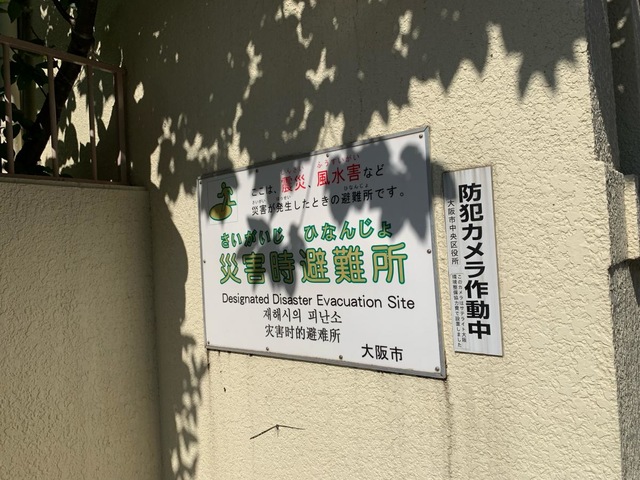 ここは、震災、風水害など
災害が発生したときの避難所です。
さいがいじ ひなんじょ
災害時避難所
Designated Disaster Evacuation Site
재해시의 피난소
灾害时的避难所
大阪市
防犯カメラ作動中
大阪市中央区役所